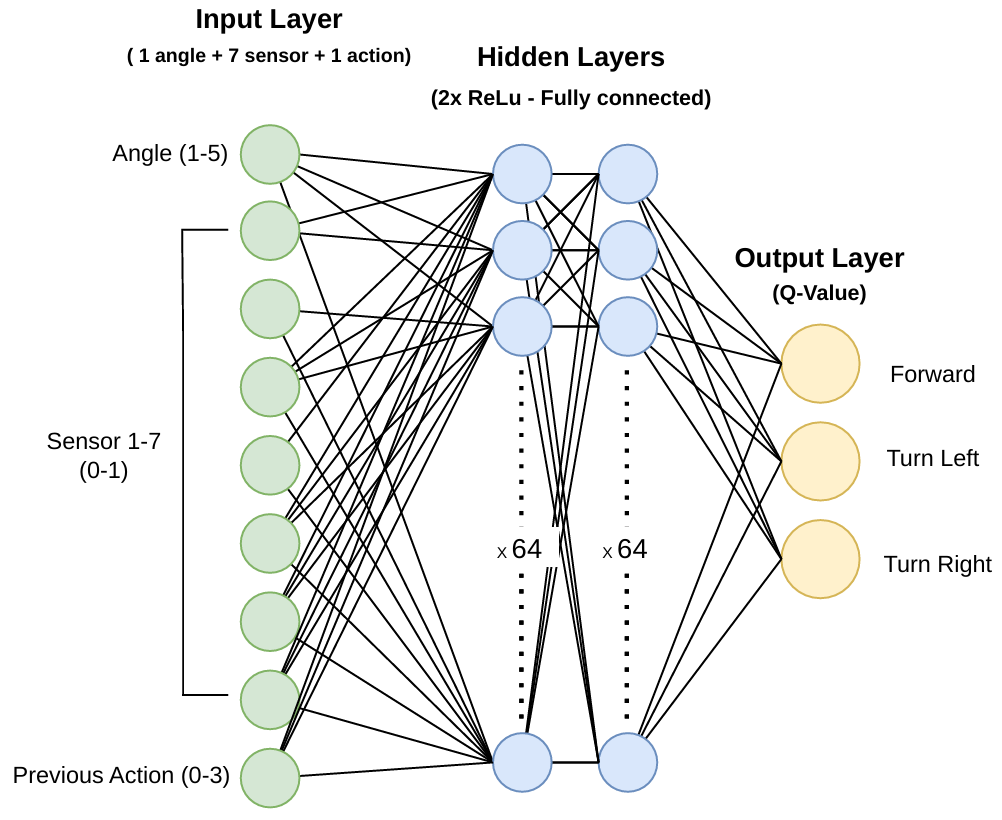 Input Layer
( 1 angle + 7 sensor + 1 action)
Hidden Layers
(2x ReLu - Fully connected)
Angle (1-5)
Sensor 1-7
(0-1)
Previous Action (0-3)
x 64
x 64
Output Layer
(Q-Value)
Forward
Turn Left
Turn Right